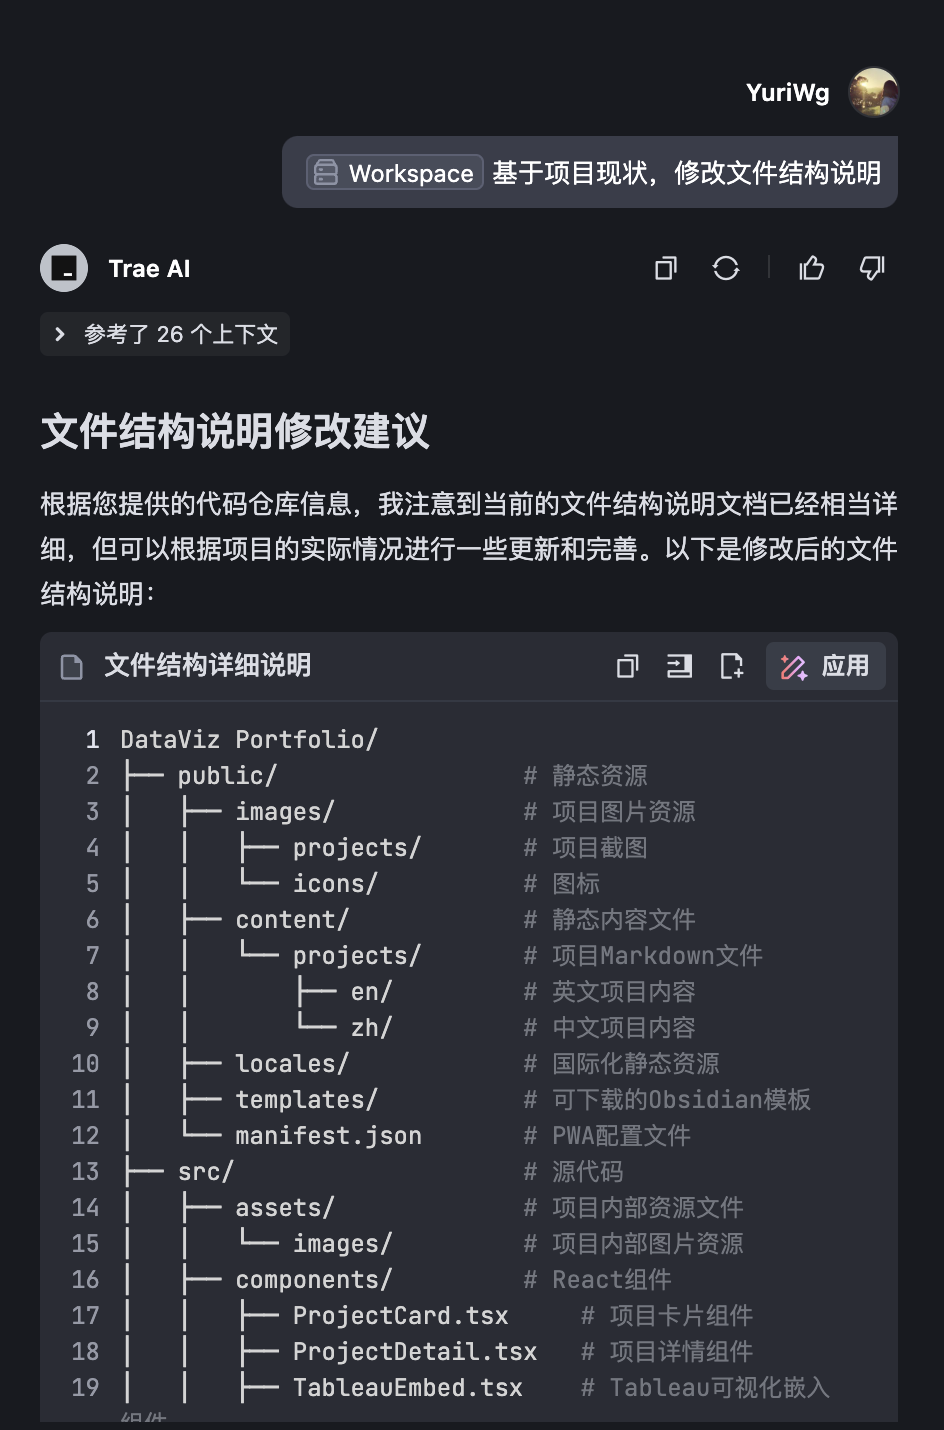 YuriWg
Workspace 基于项目现状，修改文件结构说明
Trae AI
参考了 26 个上下文
文件结构说明修改建议
根据您提供的代码仓库信息，我注意到当前的文件结构说明文档已经相当详
细，但可以根据项目的实际情况进行一些更新和完善。以下是修改后的文件
结构说明：
文件结构详细说明 应用
1 DataViz Portfolio/
2 ├── public/ # 静态资源
3 │ ├── images/ # 项目图片资源
4 │ │ ├── projects/ # 项目截图
5 │ │ └── icons/ # 图标
6 │ ├── content/ # 静态内容文件
7 │ │ └── projects/ # 项目Markdown文件
8 │ │ ├── en/ # 英文项目内容
9 │ │ └── zh/ # 中文项目内容
10 │ ├── locales/ # 国际化静态资源
11 │ ├── templates/ # 可下载的Obsidian模板
12 │ └── manifest.json # PWA配置文件
13 ├── src/ # 源代码
14 │ ├── assets/ # 项目内部资源文件
15 │ │ └── images/ # 项目内部图片资源
16 │ ├── components/ # React组件
17 │ │ ├── ProjectCard.tsx # 项目卡片组件
18 │ │ ├── ProjectDetail.tsx # 项目详情组件
19 │ │ ├── TableauEmbed.tsx # Tableau可视化嵌入
组件